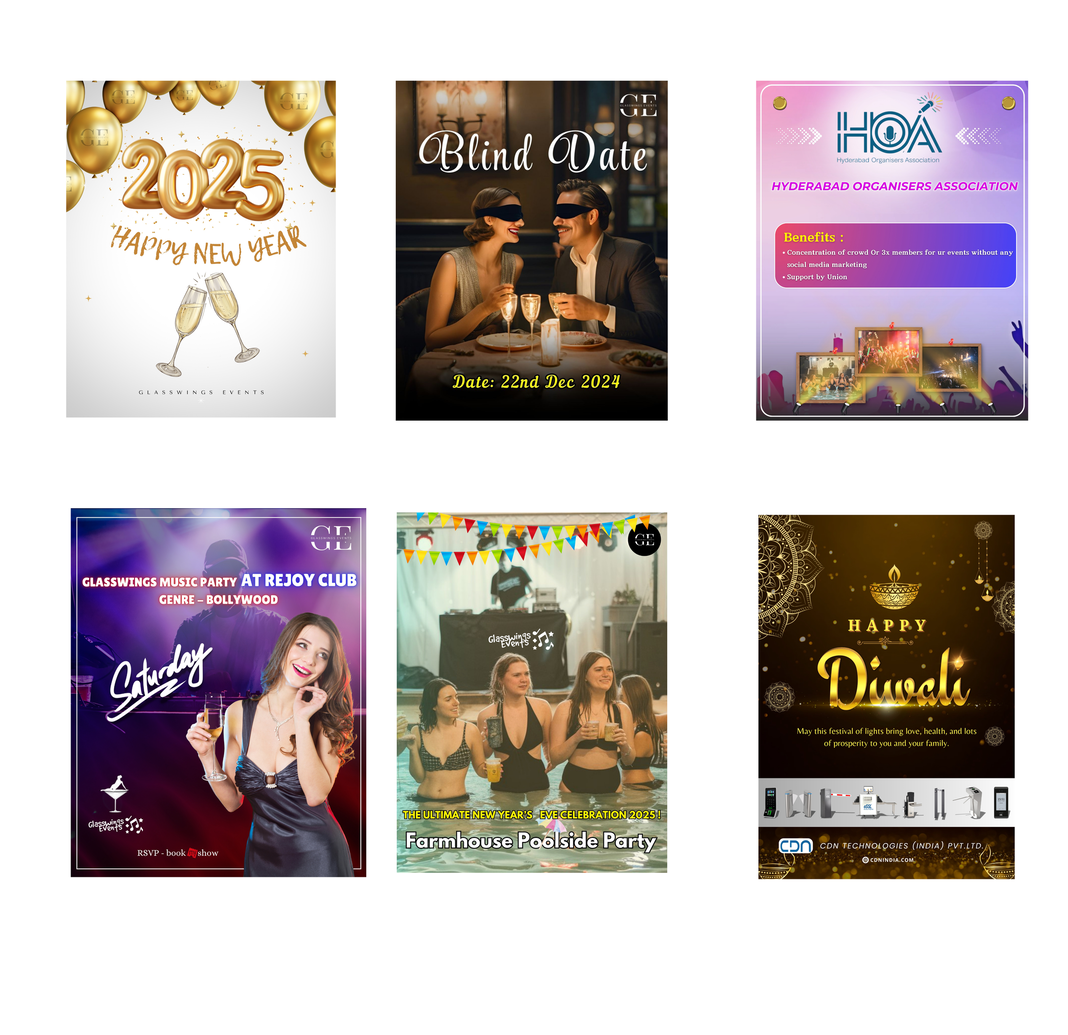 GE
GE
GE
2025
HAPPY NEW YEAR
GLASSWINGS EVENTS
GE
GLASSWINGS EVENTS
Blind Date
Date: 22nd Dec 2024
HOA
Hyderabad Organisers Association
HYDERABAD ORGANISERS ASSOCIATION
Benefits :
• Concentration of crowd Or 3x members for ur events without any
social media marketing
• Support by Union
GE
GLASSWINGS EVENTS
GLASSWINGS MUSIC PARTY AT REJOY CLUB
GENRE – BOLLYWOOD
Saturday
Glasswings
Events
RSVP - book my show
GE
Glasswings
Events
THE ULTIMATE NEW YEAR'S EVE CELEBRATION 2025 !
Farmhouse Poolside Party
HAPPY
Diwali
May this festival of lights bring love, health, and lots
of prosperity to you and your family.
CDN CDN TECHNOLOGIES (INDIA) PVT.LTD.
CDNINDIA.COM